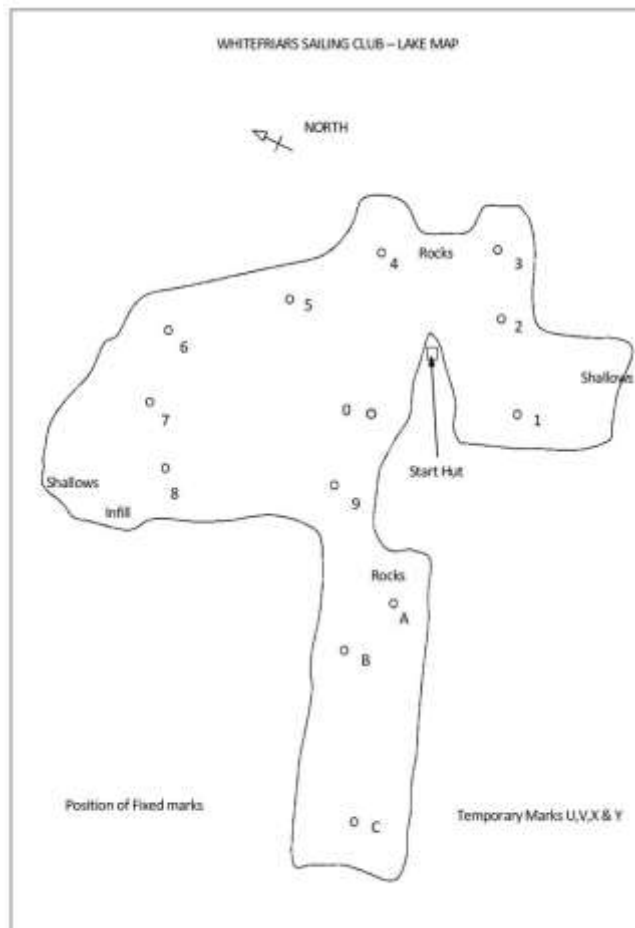 WHITEFRIARS SAILING CLUB – LAKE MAP
NORTH
4
Rocks
3
5
2
6
Shallows
7
0
1
Start Hut
Shallows
8
9
Infill
Rocks
A
B
Position of Fixed marks
Temporary Marks U,V,X & Y
C